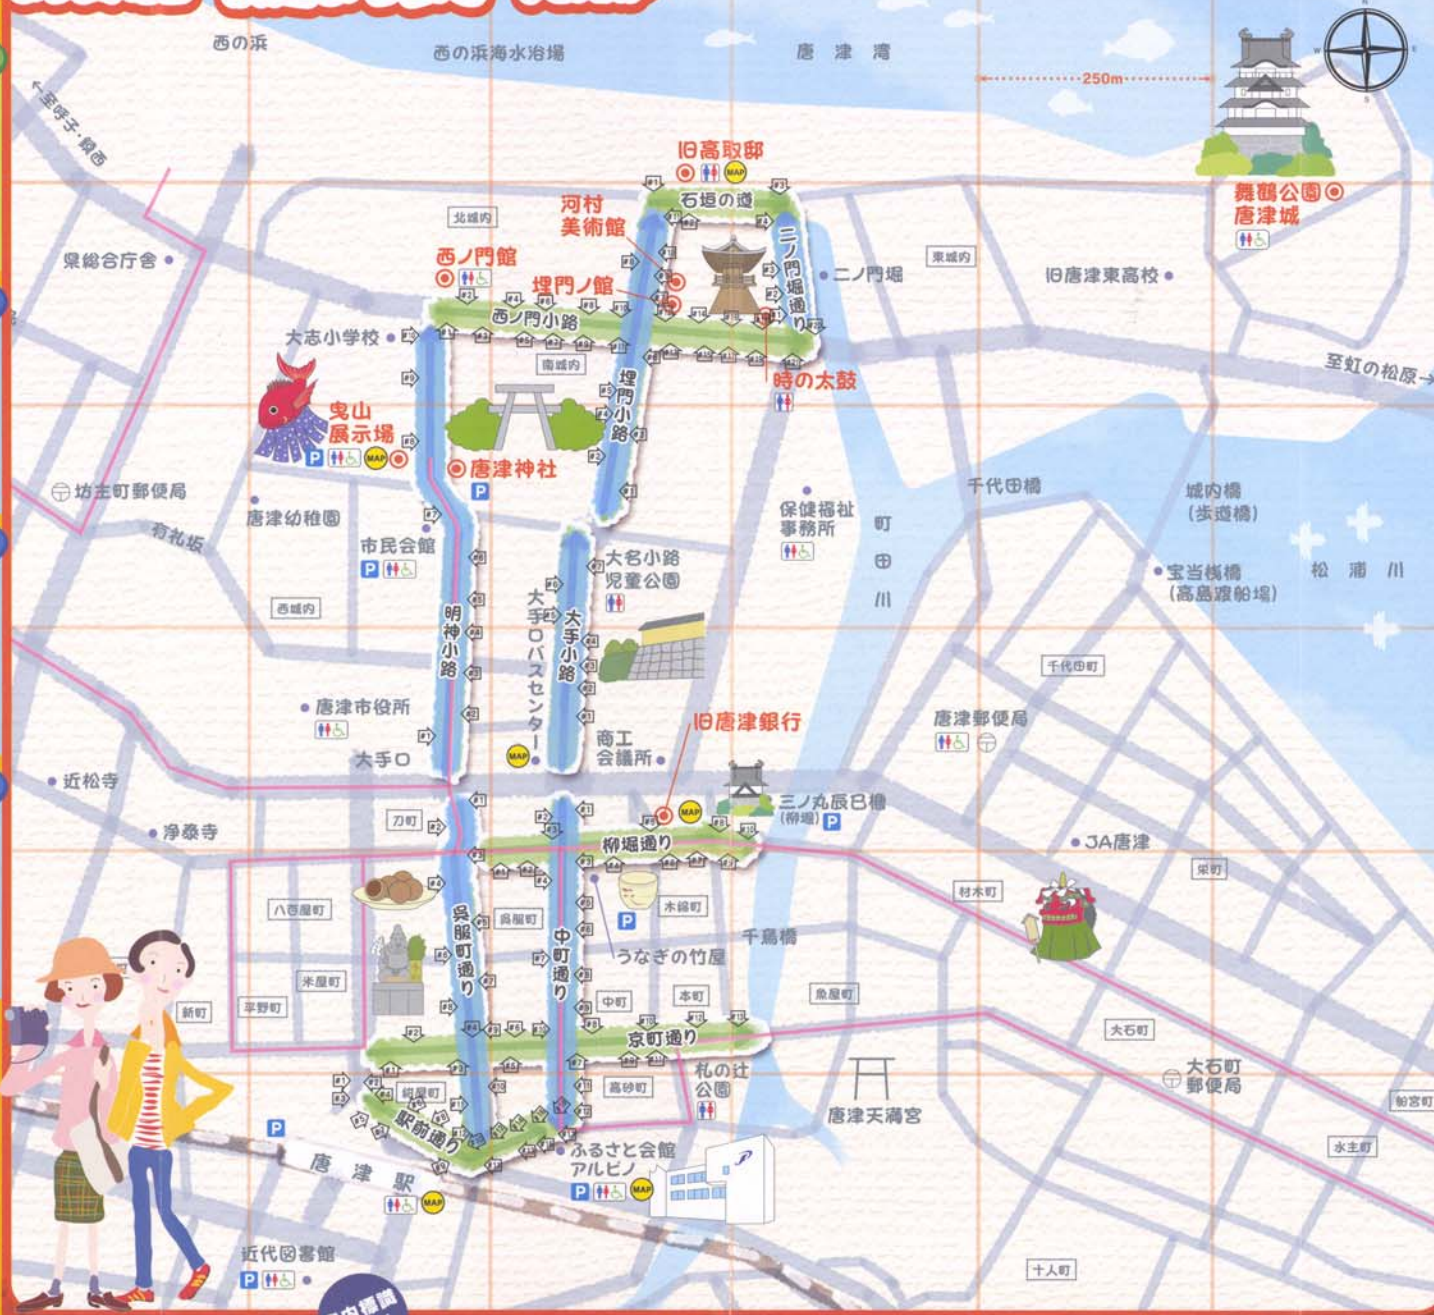 西の浜
西の浜海水浴場
唐津湾
250m
←至呼子・鎮西
旧高取邸
MAP
石垣の道
舞鶴公園
唐津城
河村
美術館
北城内
西ノ門館
埋門ノ館
二ノ門堀通り
二ノ門堀
東城内
旧唐津東高校
県総合庁舎
西ノ門小路
大志小学校
南城内
埋門小路
時の太鼓
至虹の松原→
曳山
展示場
P
MAP
唐津神社
P
坊主町郵便局
唐津幼稚園
有礼坂
市民会館
P
保健福祉
事務所
町田川
千代田橋
城内橋
(歩道橋)
宝当桟橋
(高島渡船場)
松浦川
大名小路
児童公園
西城内
明神小路
大手口バスセンター
大手小路
千代田町
唐津市役所
旧唐津銀行
唐津郵便局
大手口
MAP
商工
会議所
近松寺
刀町
MAP
三ノ丸辰巳櫓
(柳堀)
P
浄泰寺
柳堀通り
JA唐津
栄町
材木町
八百屋町
呉服町
P
木綿町
呉服町通り
中町通り
うなぎの竹屋
千鳥橋
米屋町
平野町
新町
中町
本町
魚屋町
京町通り
大石町
紺屋町
高砂町
札の辻
公園
唐津天満宮
大石町
郵便局
船宮町
水主町
P
駅前通り
唐津駅
MAP
ふるさと会館
アルピノ
P
MAP
近代図書館
P
十人町